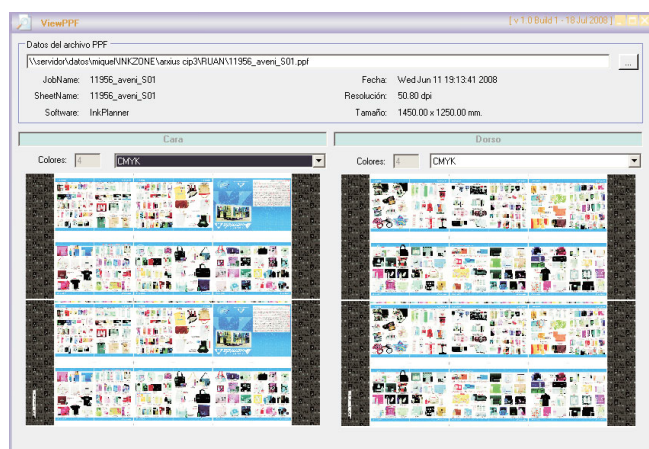 ViewPPF [ v 1.0 Build 1 - 18 Jul 2008 ]
Datos del archivo PPF
\\servidor\datos\miquel\INKZONE\arxius cip3\RUAN\11956_aveni_S01.ppf ...
JobName: 11956_aveni_S01 Fecha: Wed Jun 11 19:13:41 2008
SheetName: 11956_aveni_S01 Resolución: 50.80 dpi
Software: InkPlanner Tamaño: 1450.00 x 1250.00 mm.
Cara Dorso
Colores: 4 CMYK Colores: 4 CMYK